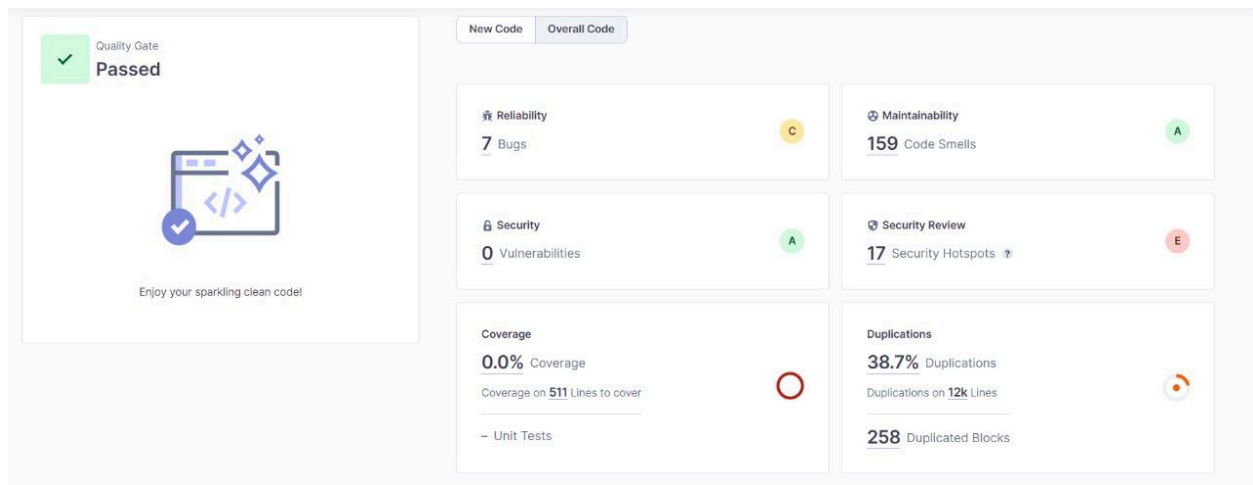 Quality Gate
Passed
Enjoy your sparkling clean code!
New Code
Overall Code
Reliability
7 Bugs
C
Maintainability
159 Code Smells
A
Security
0 Vulnerabilities
A
Security Review
17 Security Hotspots ?
E
Coverage
0.0% Coverage
Coverage on 511 Lines to cover
– Unit Tests
Duplications
38.7% Duplications
Duplications on 12k Lines
258 Duplicated Blocks